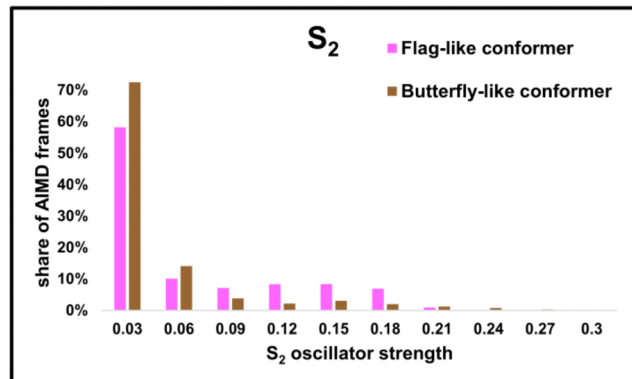 S₂
Flag-like conformer
Butterfly-like conformer
share of AIMD frames
70%
60%
50%
40%
30%
20%
10%
0%
0.03 0.06 0.09 0.12 0.15 0.18 0.21 0.24 0.27 0.3
S₂ oscillator strength